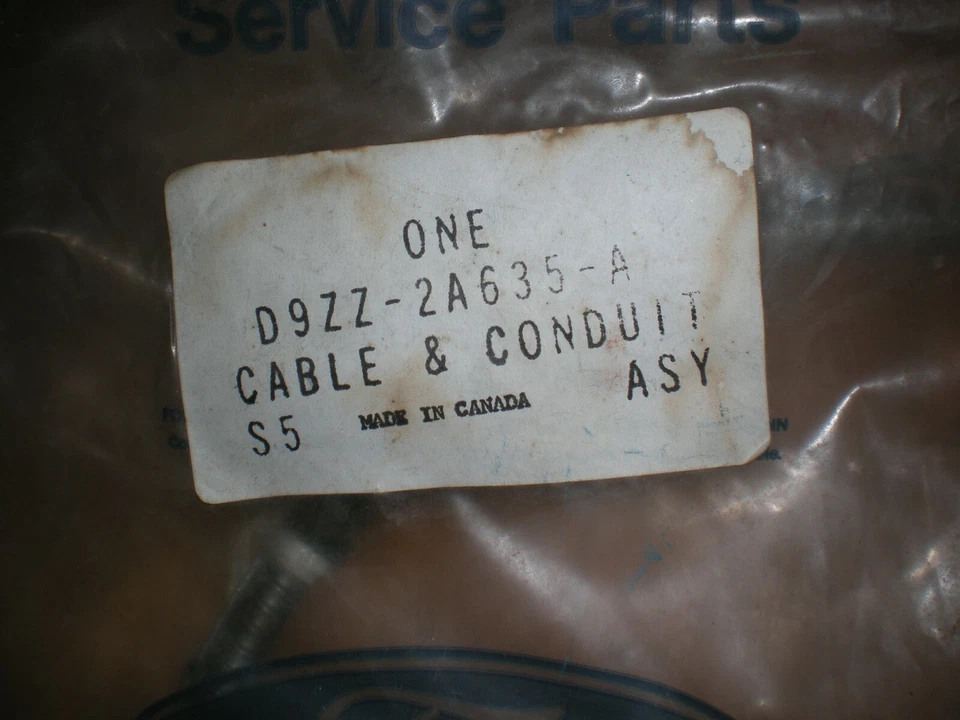 Service Parts
ONE
D9ZZ-2A635-A
CABLE & CONDUIT
ASY
S5 MADE IN CANADA